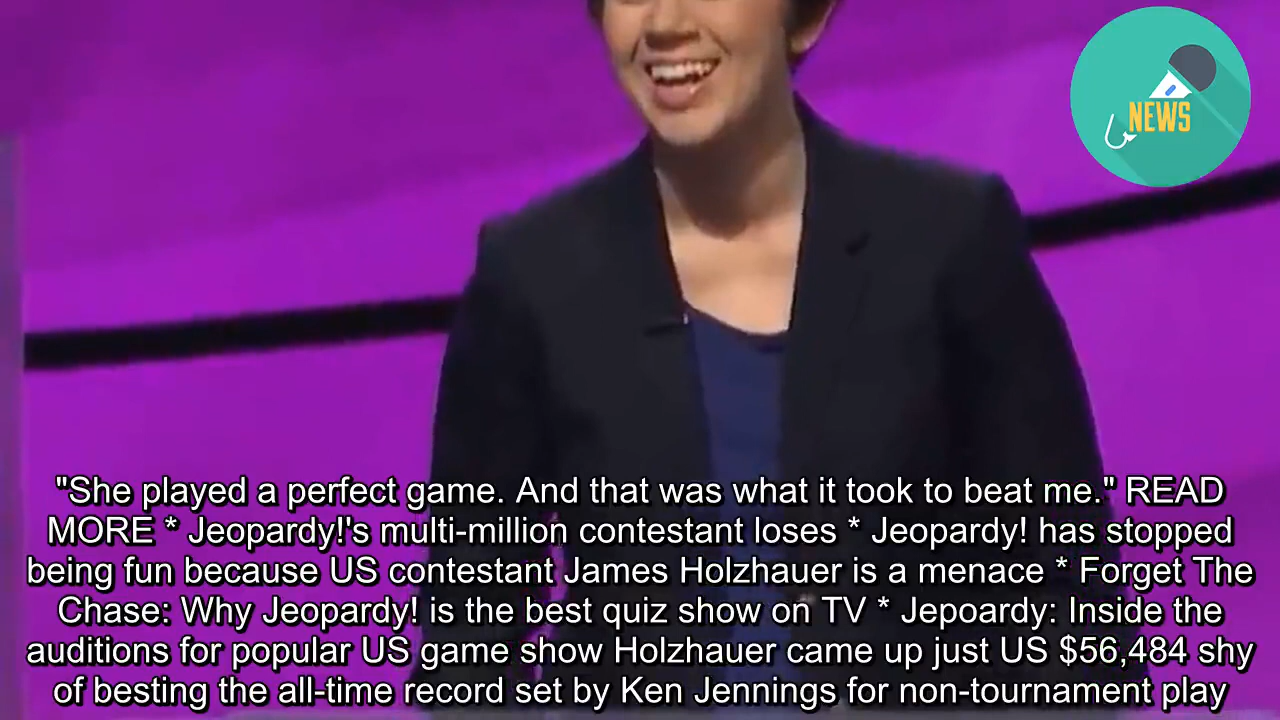 NEWS
"She played a perfect game. And that was what it took to beat me." READ
MORE * Jeopardy!'s multi-million contestant loses * Jeopardy! has stopped
being fun because US contestant James Holzhauer is a menace * Forget The
Chase: Why Jeopardy! is the best quiz show on TV * Jepoardy: Inside the
auditions for popular US game show Holzhauer came up just US $56,484 shy
of besting the all-time record set by Ken Jennings for non-tournament play